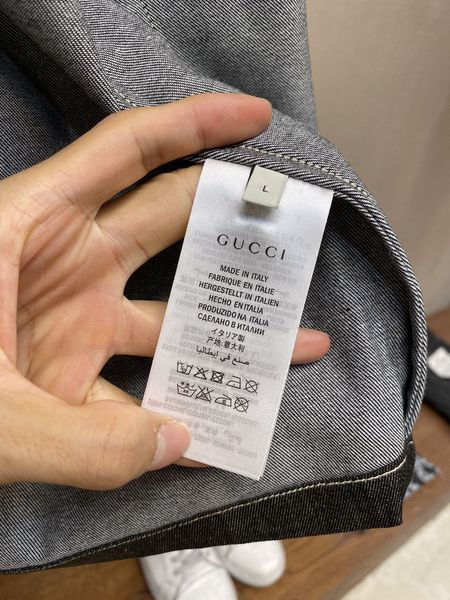 L
GUCCI
MADE IN ITALY
FABRIQUE EN ITALIE
HERGESTELLT IN ITALIEN
HECHO EN ITALIA
PRODUZIDO NA ITALIA
СДЕЛАНО В ИТАЛИИ
イタリア製
产地:意大利
صنع في إيطاليا